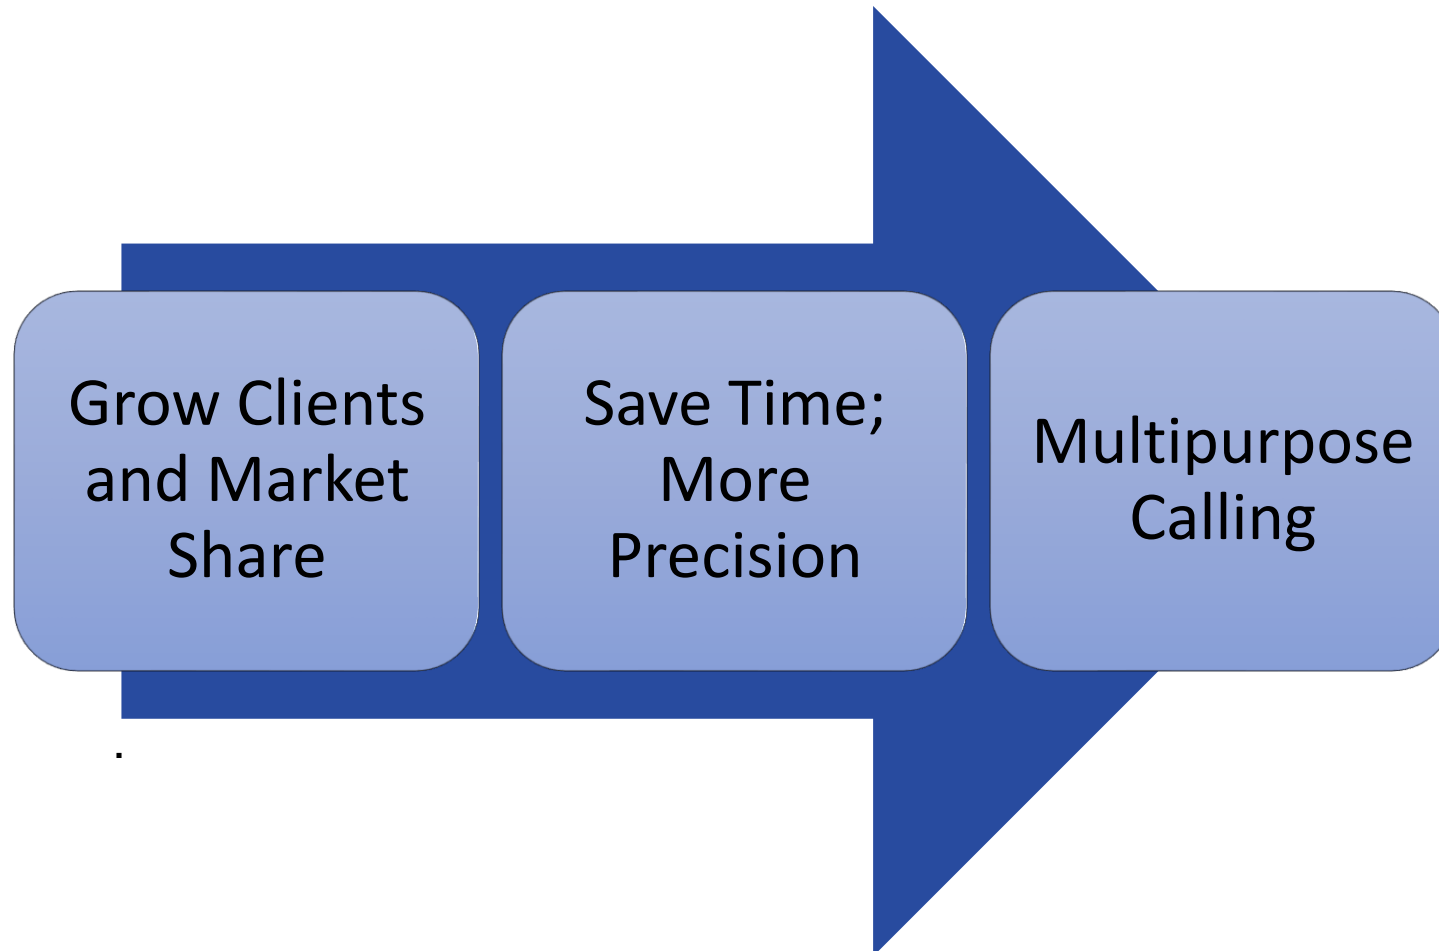 Grow Clients
and Market
Share
Save Time;
More
Precision
Multipurpose
Calling
.